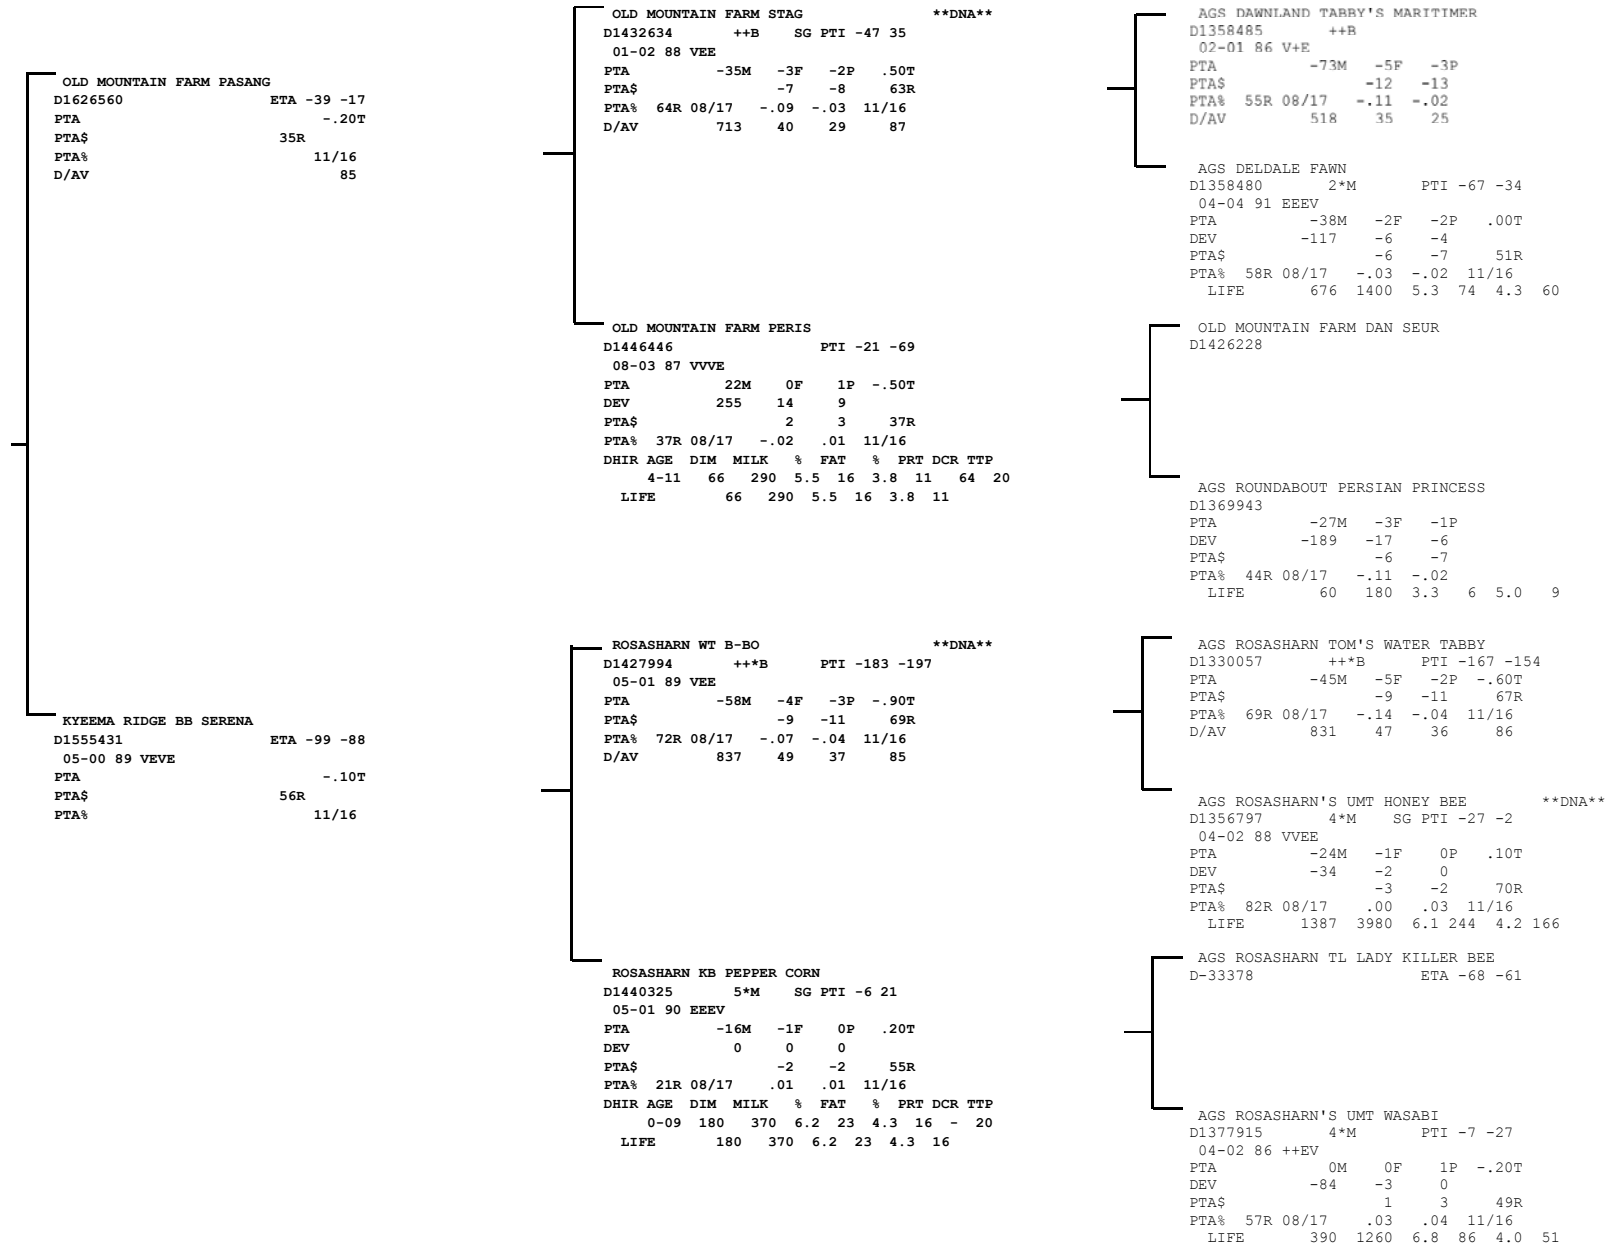 OLD MOUNTAIN FARM PASANG
D1626560 ETA -39 -17
PTA -.20T
PTA$ 35R
PTA% 11/16
D/AV 85
KYEEMA RIDGE BB SERENA
D1555431 ETA -99 -88
05-00 89 VEVE
PTA -.10T
PTA$ 56R
PTA% 11/16
OLD MOUNTAIN FARM STAG **DNA**
D1432634 ++B SG PTI -47 35
01-02 88 VEE
PTA -35M -3F -2P .50T
PTA$ -7 -8 63R
PTA% 64R 08/17 -.09 -.03 11/16
D/AV 713 40 29 87
OLD MOUNTAIN FARM PERIS
D1446446 PTI -21 -69
08-03 87 VVVE
PTA 22M 0F 1P -.50T
DEV 255 14 9
PTA$ 2 3 37R
PTA% 37R 08/17 -.02 .01 11/16
DHIR AGE DIM MILK % FAT % PRT DCR TTP
4-11 66 290 5.5 16 3.8 11 64 20
LIFE 66 290 5.5 16 3.8 11
ROSASHARN WT B-BO **DNA**
D1427994 ++*B PTI -183 -197
05-01 89 VEE
PTA -58M -4F -3P -.90T
PTA$ -9 -11 69R
PTA% 72R 08/17 -.07 -.04 11/16
D/AV 837 49 37 85
ROSASHARN KB PEPPER CORN
D1440325 5*M SG PTI -6 21
05-01 90 EEEV
PTA -16M -1F 0P .20T
DEV 0 0 0
PTA$ -2 -2 55R
PTA% 21R 08/17 .01 .01 11/16
DHIR AGE DIM MILK % FAT % PRT DCR TTP
0-09 180 370 6.2 23 4.3 16 - 20
LIFE 180 370 6.2 23 4.3 16
AGS DAWNLAND TABBY'S MARITIMER
D1358485 ++B
02-01 86 V+E
PTA -73M -5F -3P
PTA$ -12 -13
PTA% 55R 08/17 -.11 -.02
D/AV 518 35 25
AGS DELDALE FAWN
D1358480 2*M PTI -67 -34
04-04 91 EEEV
PTA -38M -2F -2P .00T
DEV -117 -6 -4
PTA$ -6 -7 51R
PTA% 58R 08/17 -.03 -.02 11/16
LIFE 676 1400 5.3 74 4.3 60
OLD MOUNTAIN FARM DAN SEUR
D1426228
AGS ROUNDABOUT PERSIAN PRINCESS
D1369943
PTA -27M -3F -1P
DEV -189 -17 -6
PTA$ -6 -7
PTA% 44R 08/17 -.11 -.02
LIFE 60 180 3.3 6 5.0 9
AGS ROSASHARN TOM'S WATER TABBY
D1330057 ++*B PTI -167 -154
PTA -45M -5F -2P -.60T
PTA$ -9 -11 67R
PTA% 69R 08/17 -.14 -.04 11/16
D/AV 831 47 36 86
AGS ROSASHARN'S UMT HONEY BEE **DNA**
D1356797 4*M SG PTI -27 -2
04-02 88 VVEE
PTA -24M -1F 0P .10T
DEV -34 -2 0
PTA$ -3 -2 70R
PTA% 82R 08/17 .00 .03 11/16
LIFE 1387 3980 6.1 244 4.2 166
AGS ROSASHARN TL LADY KILLER BEE
D-33378 ETA -68 -61
AGS ROSASHARN'S UMT WASABI
D1377915 4*M PTI -7 -27
04-02 86 ++EV
PTA 0M 0F 1P -.20T
DEV -84 -3 0
PTA$ 1 3 49R
PTA% 57R 08/17 .03 .04 11/16
LIFE 390 1260 6.8 86 4.0 51